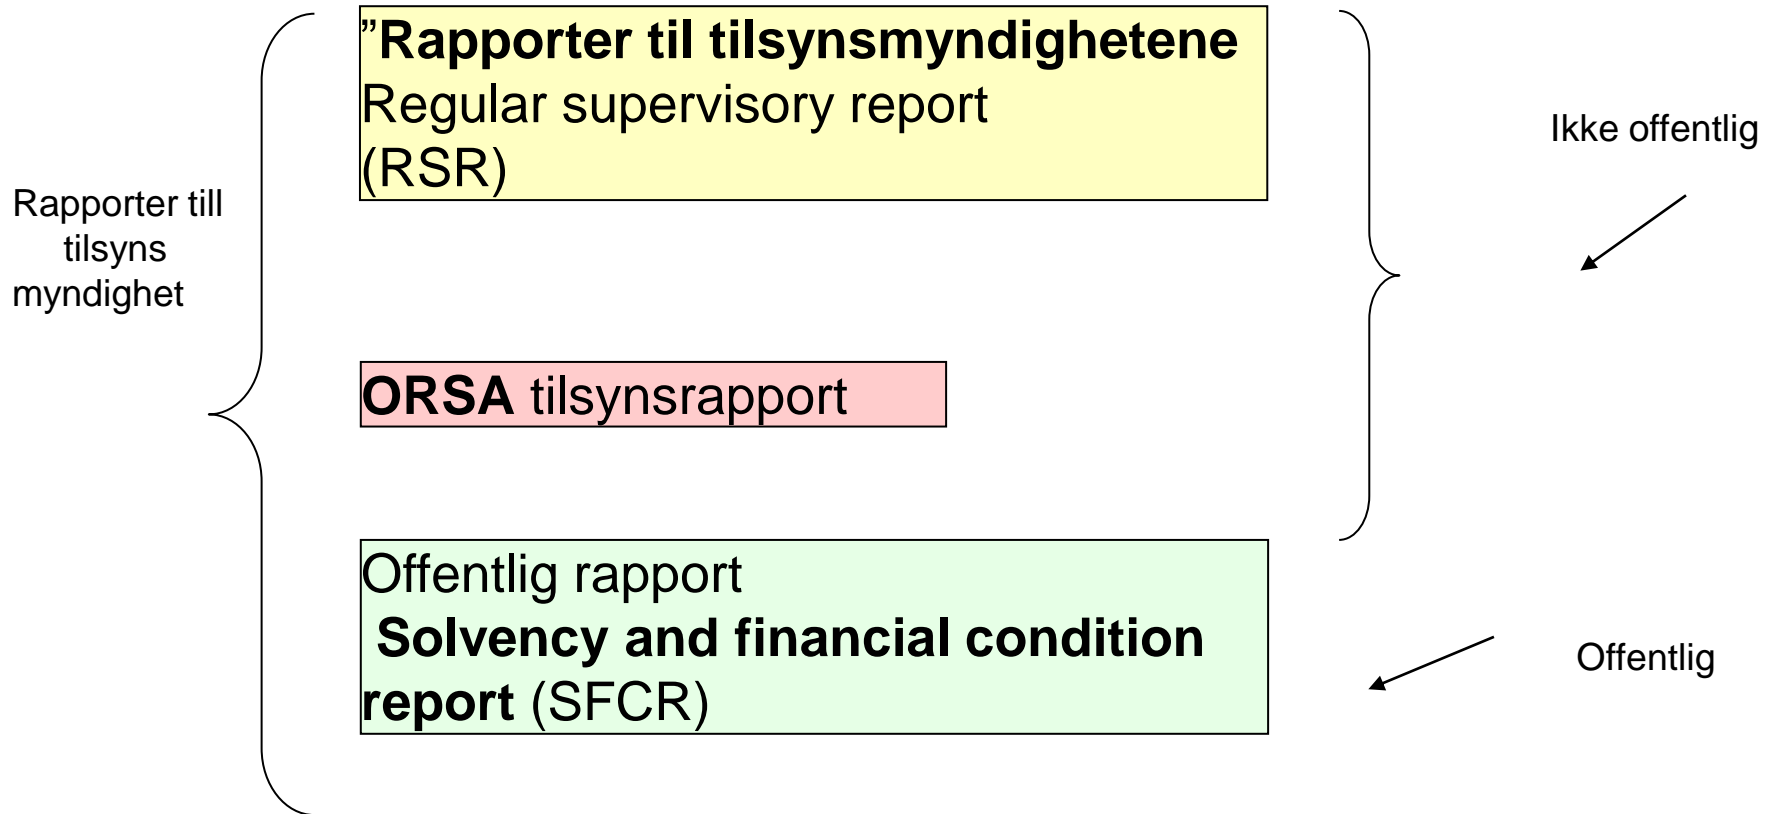 Rapporter till
tilsyns
myndighet
”Rapporter til tilsynsmyndighetene
Regular supervisory report
(RSR)
Ikke offentlig
ORSA tilsynsrapport
Offentlig rapport
Solvency and financial condition
report (SFCR)
Offentlig